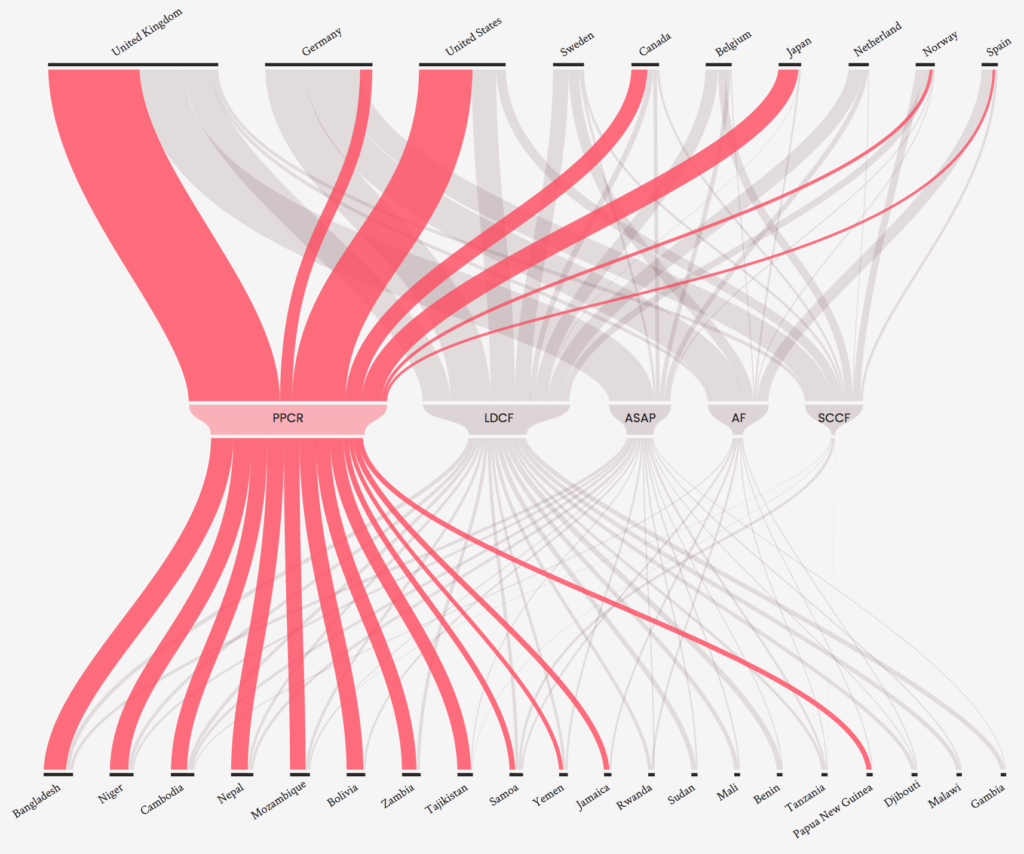 United Kingdom
Germany
United States
Sweden
Canada
Belgium
Japan
Netherland
Norway
Spain
PPCR
LDCF
ASAP
AF
SCCF
Bangladesh
Niger
Cambodia
Nepal
Mozambique
Bolivia
Zambia
Tajikistan
Samoa
Yemen
Jamaica
Rwanda
Sudan
Mali
Benin
Tanzania
Papua New Guinea
Djibouti
Malawi
Gambia